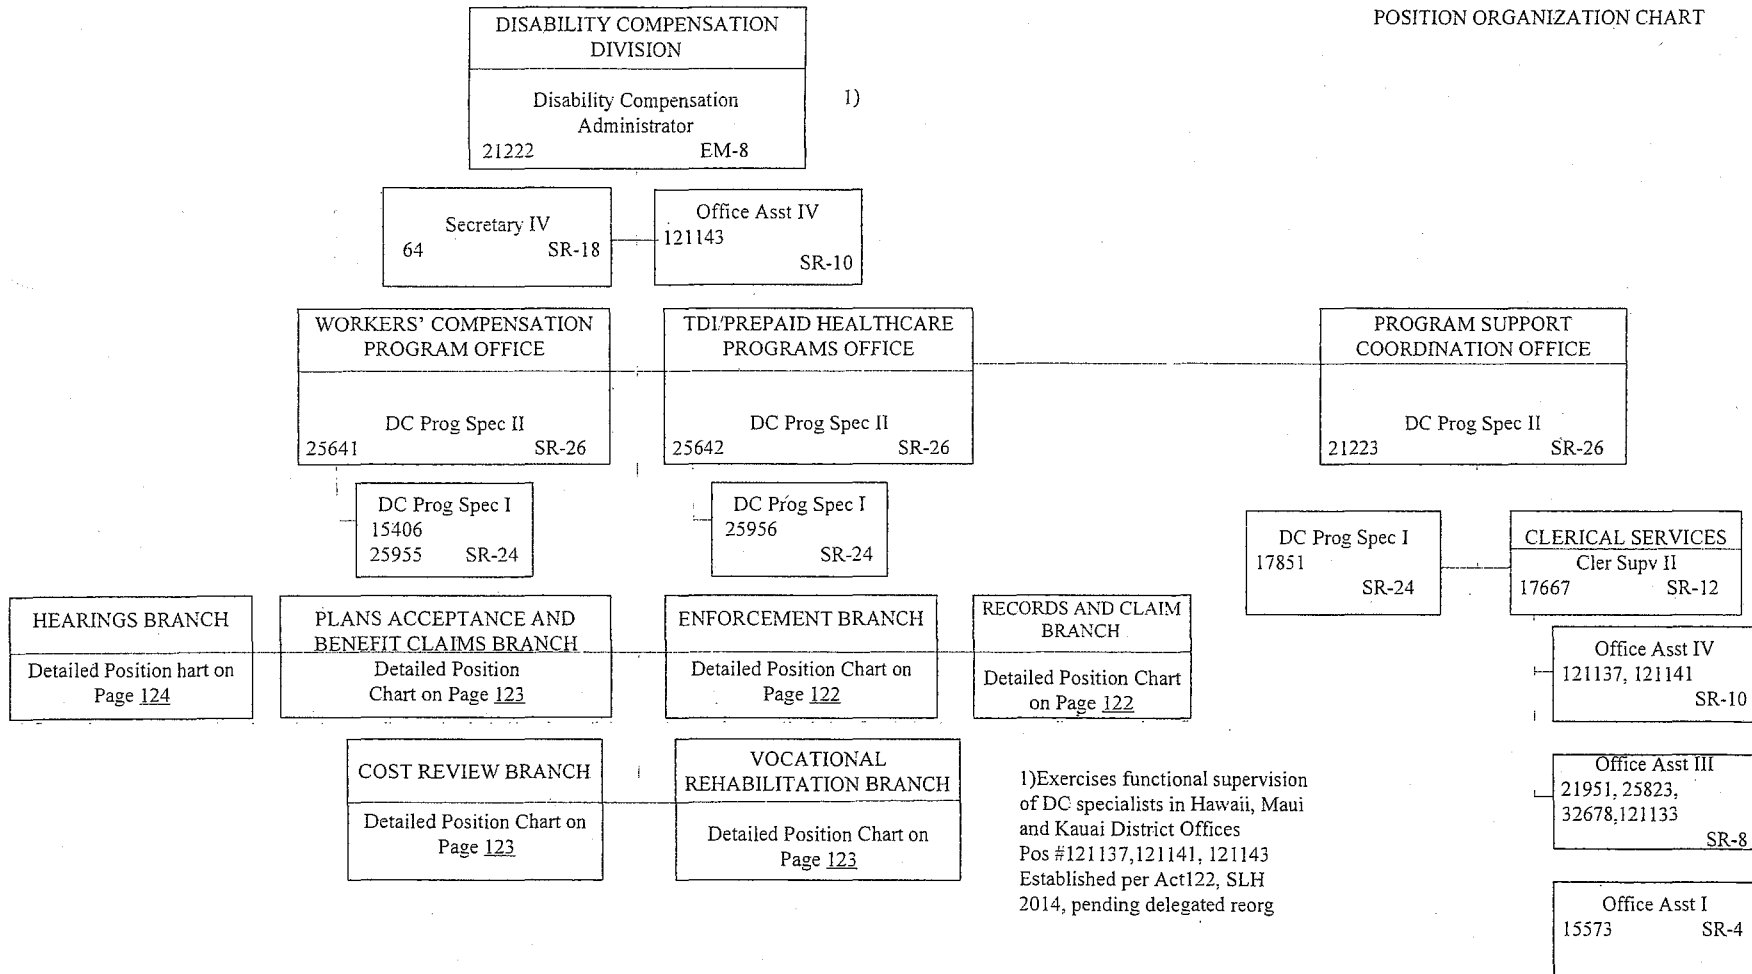 POSITION ORGANIZATION CHART
DISABILITY COMPENSATION
DIVISION
Disability Compensation
Administrator
21222 EM-8
1)
Secretary IV
64 SR-18
Office Asst IV
121143
SR-10
WORKERS' COMPENSATION
PROGRAM OFFICE
DC Prog Spec II
25641 SR-26
TDI/PREPAID HEALTHCARE
PROGRAMS OFFICE
DC Prog Spec II
25642 SR-26
PROGRAM SUPPORT
COORDINATION OFFICE
DC Prog Spec II
21223 SR-26
DC Prog Spec I
15406
25955 SR-24
DC Prog Spec I
25956
SR-24
DC Prog Spec I
17851
SR-24
CLERICAL SERVICES
Cler Supv II
17667 SR-12
HEARINGS BRANCH
Detailed Position hart on
Page 124
PLANS ACCEPTANCE AND
BENEFIT CLAIMS BRANCH
Detailed Position
Chart on Page 123
ENFORCEMENT BRANCH
Detailed Position Chart on
Page 122
RECORDS AND CLAIM
BRANCH
Detailed Position Chart
on Page 122
Office Asst IV
121137, 121141
SR-10
COST REVIEW BRANCH
Detailed Position Chart on
Page 123
VOCATIONAL
REHABILITATION BRANCH
Detailed Position Chart on
Page 123
1)Exercises functional supervision
of DC specialists in Hawaii, Maui
and Kauai District Offices
Pos #121137,121141, 121143
Established per Act122, SLH
2014, pending delegated reorg
Office Asst III
21951, 25823,
32678,121133
SR-8
Office Asst I
15573 SR-4